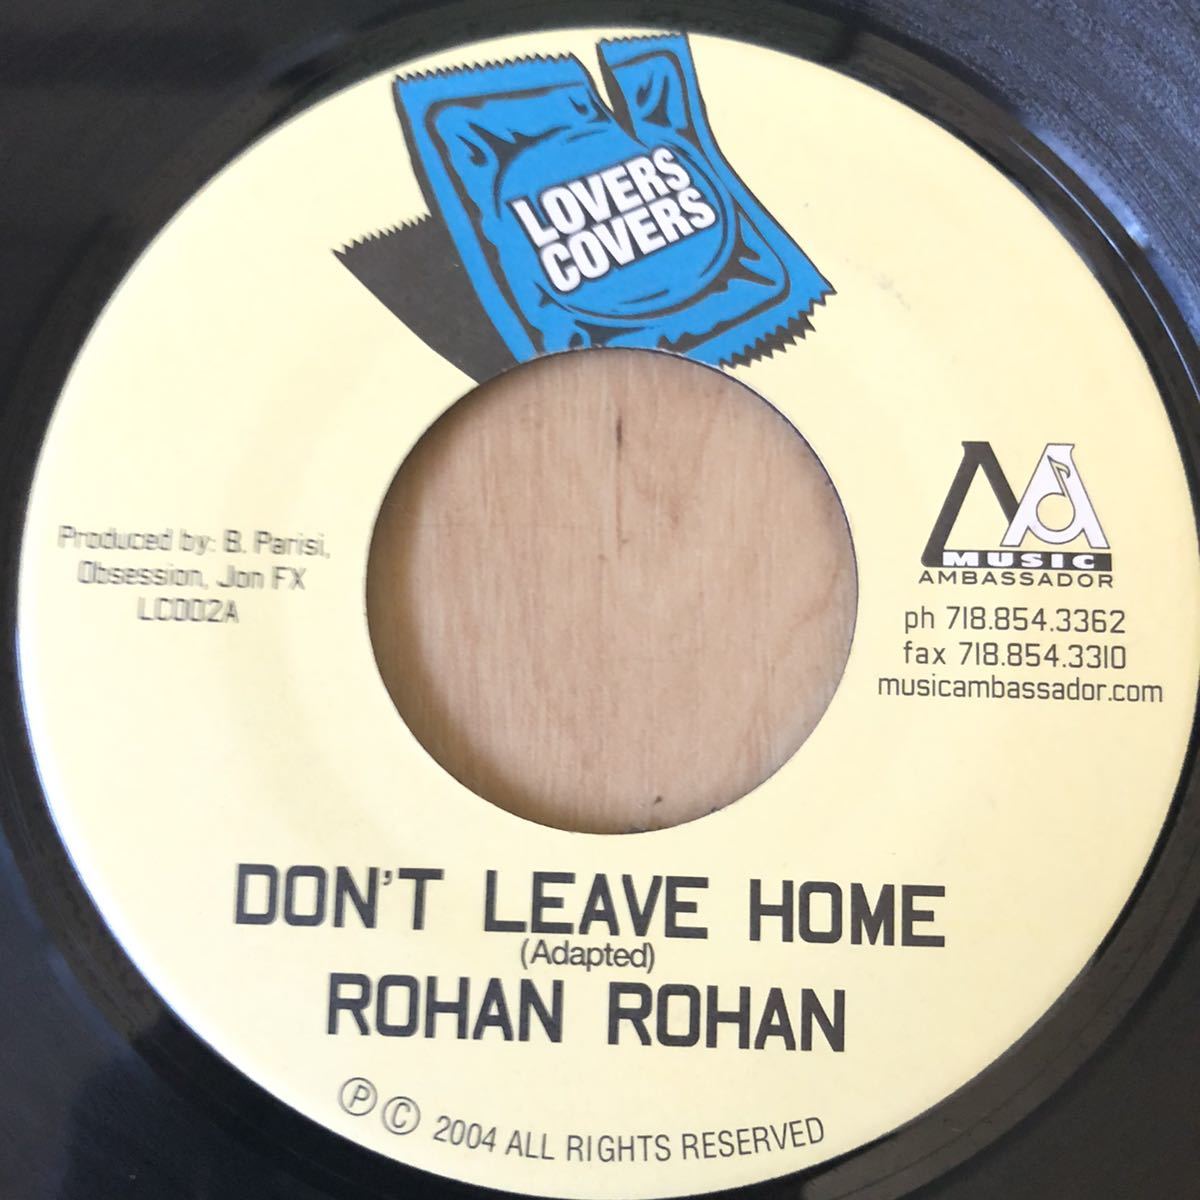 LOVERS
COVERS
Produced by: B. Parisi,
Obsession, Jon FX
LC002A
MA
MUSIC
AMBASSADOR
ph 718.854.3362
fax 718.854.3310
musicambassador.com
DON'T LEAVE HOME
(Adapted)
ROHAN ROHAN
Ⓟ Ⓒ 2004 ALL RIGHTS RESERVED